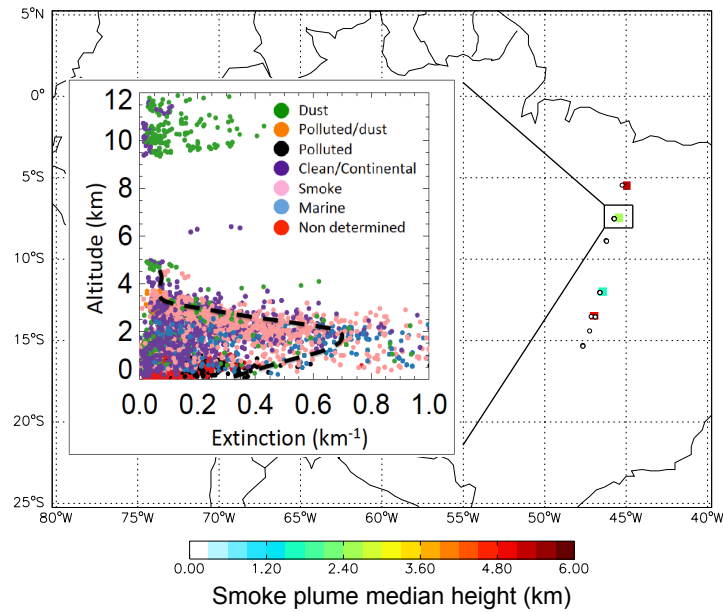 5°N
0°
5°S
10°S
15°S
20°S
25°S
80°W 75°W 70°W 65°W 60°W 55°W 50°W 45°W 40°W
12
10
8
6
4
2
0
Altitude (km)
Dust
Polluted/dust
Polluted
Clean/Continental
Smoke
Marine
Non determined
0.0 0.2 0.4 0.6 0.8 1.0
Extinction (km-1)
0.00 1.20 2.40 3.60 4.80 6.00
Smoke plume median height (km)